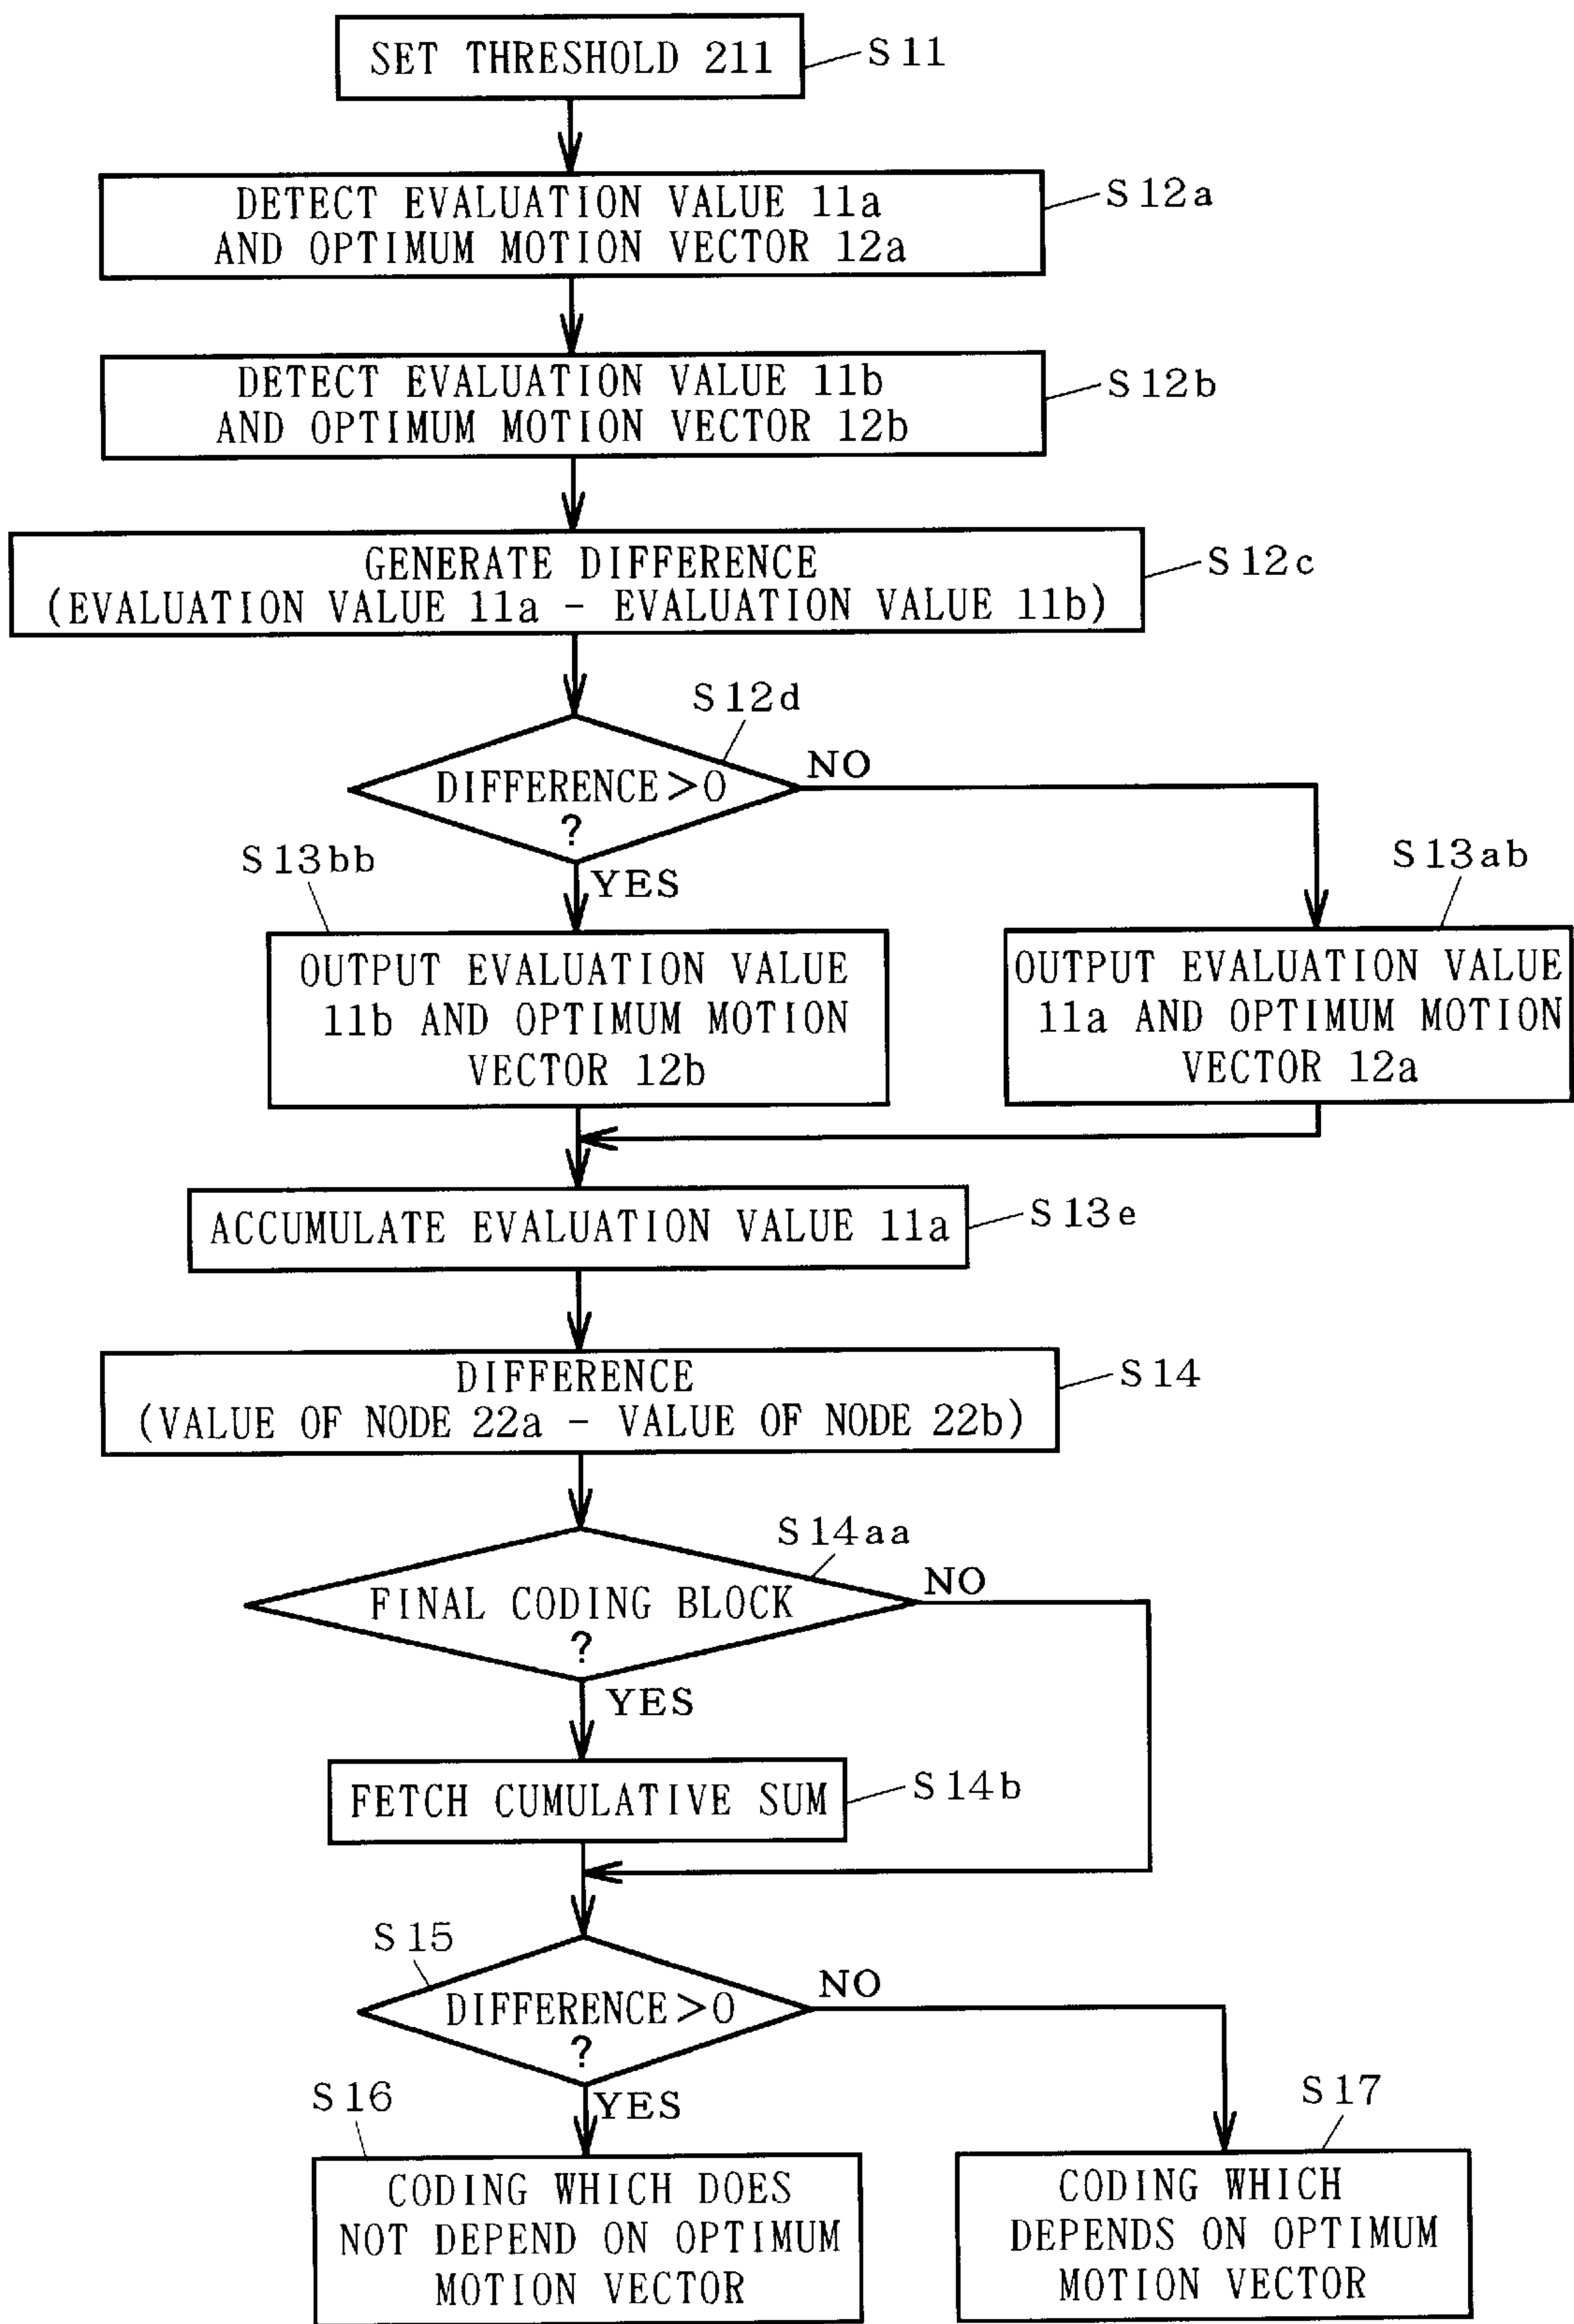 SET THRESHOLD 211
S11
DETECT EVALUATION VALUE 11a
AND OPTIMUM MOTION VECTOR 12a
S12a
DETECT EVALUATION VALUE 11b
AND OPTIMUM MOTION VECTOR 12b
S12b
GENERATE DIFFERENCE
(EVALUATION VALUE 11a - EVALUATION VALUE 11b)
S12c
S12d
DIFFERENCE>0
?
NO
YES
S13bb
OUTPUT EVALUATION VALUE
11b AND OPTIMUM MOTION
VECTOR 12b
S13ab
OUTPUT EVALUATION VALUE
11a AND OPTIMUM MOTION
VECTOR 12a
ACCUMULATE EVALUATION VALUE 11a
S13e
DIFFERENCE
(VALUE OF NODE 22a - VALUE OF NODE 22b)
S14
S14aa
FINAL CODING BLOCK
?
NO
YES
FETCH CUMULATIVE SUM
S14b
S15
DIFFERENCE>0
?
NO
YES
S16
CODING WHICH DOES
NOT DEPEND ON OPTIMUM
MOTION VECTOR
S17
CODING WHICH
DEPENDS ON OPTIMUM
MOTION VECTOR